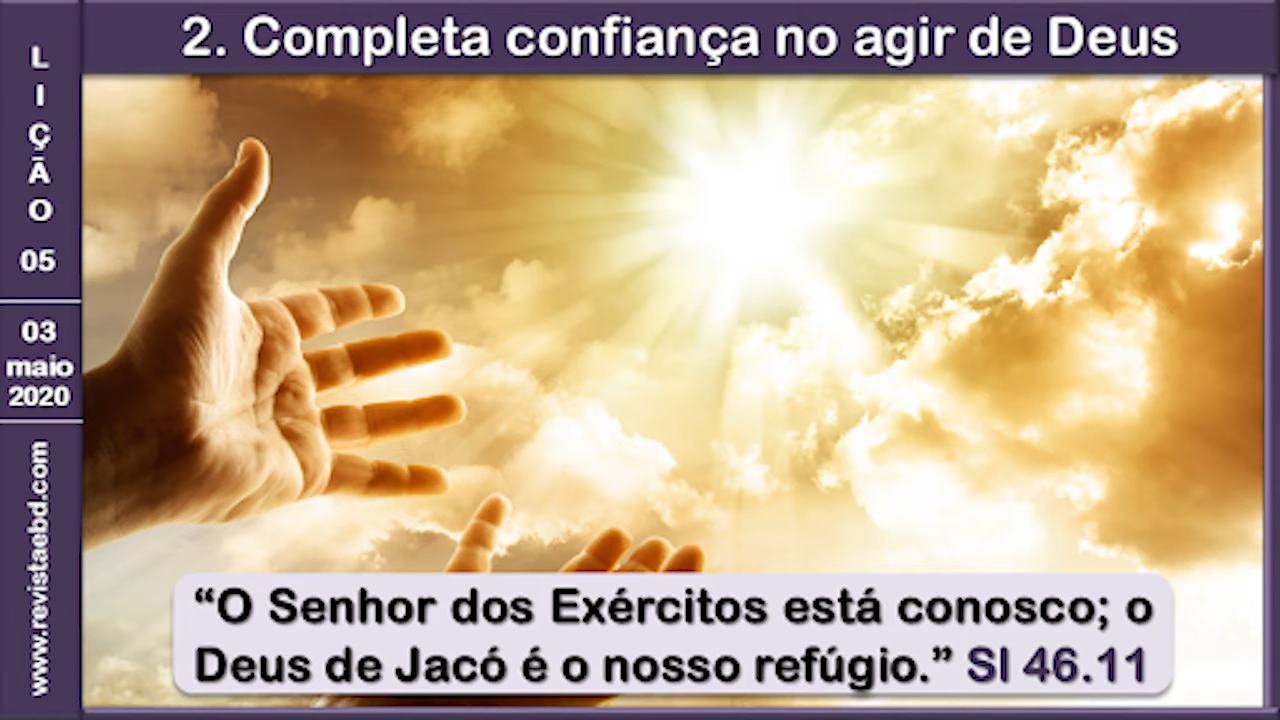 2. Completa confiança no agir de Deus
LIÇÃO
05
03
maio
2020
www.revistaebd.com
“O Senhor dos Exércitos está conosco; o
Deus de Jacó é o nosso refúgio.” Sl 46.11